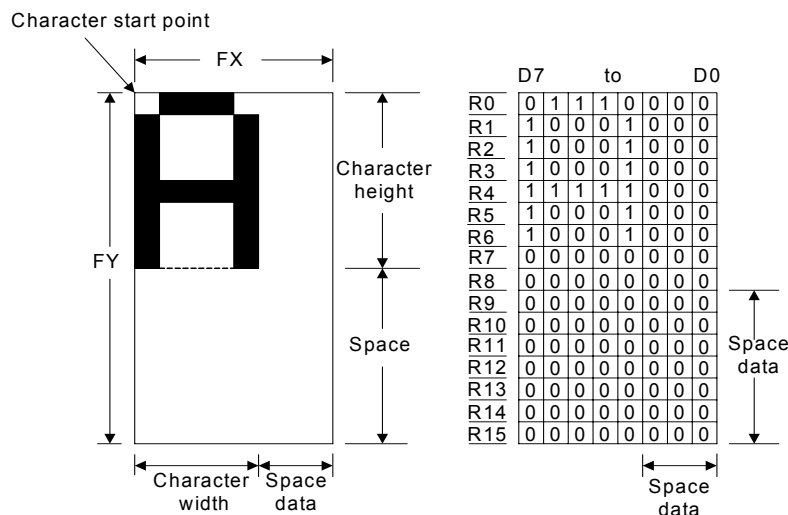 Character start point
FX
D7 to D0
R0 0 1 1 1 0 0 0 0
R1 1 0 0 0 1 0 0 0
R2 1 0 0 0 1 0 0 0
R3 1 0 0 0 1 0 0 0
R4 1 1 1 1 1 0 0 0
R5 1 0 0 0 1 0 0 0
R6 1 0 0 0 1 0 0 0
R7 0 0 0 0 0 0 0 0
R8 0 0 0 0 0 0 0 0
R9 0 0 0 0 0 0 0 0
R10 0 0 0 0 0 0 0 0
R11 0 0 0 0 0 0 0 0
R12 0 0 0 0 0 0 0 0
R13 0 0 0 0 0 0 0 0
R14 0 0 0 0 0 0 0 0
R15 0 0 0 0 0 0 0 0
Character
height
FY
Space
Space
data
Character
width
Space
data
Space
data